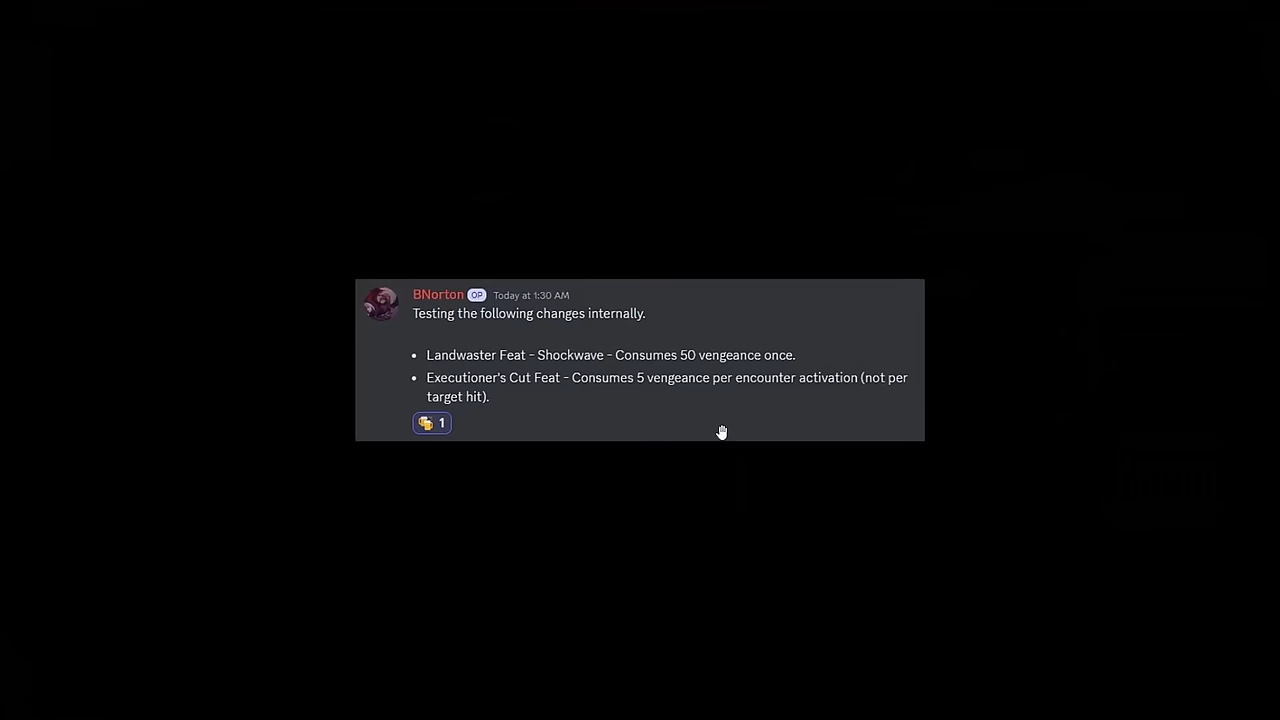 BNorton OP Today at 1:30 AM
Testing the following changes internally.
• Landwaster Feat - Shockwave - Consumes 50 vengeance once.
• Executioner's Cut Feat - Consumes 5 vengeance per encounter activation (not per
target hit).
1